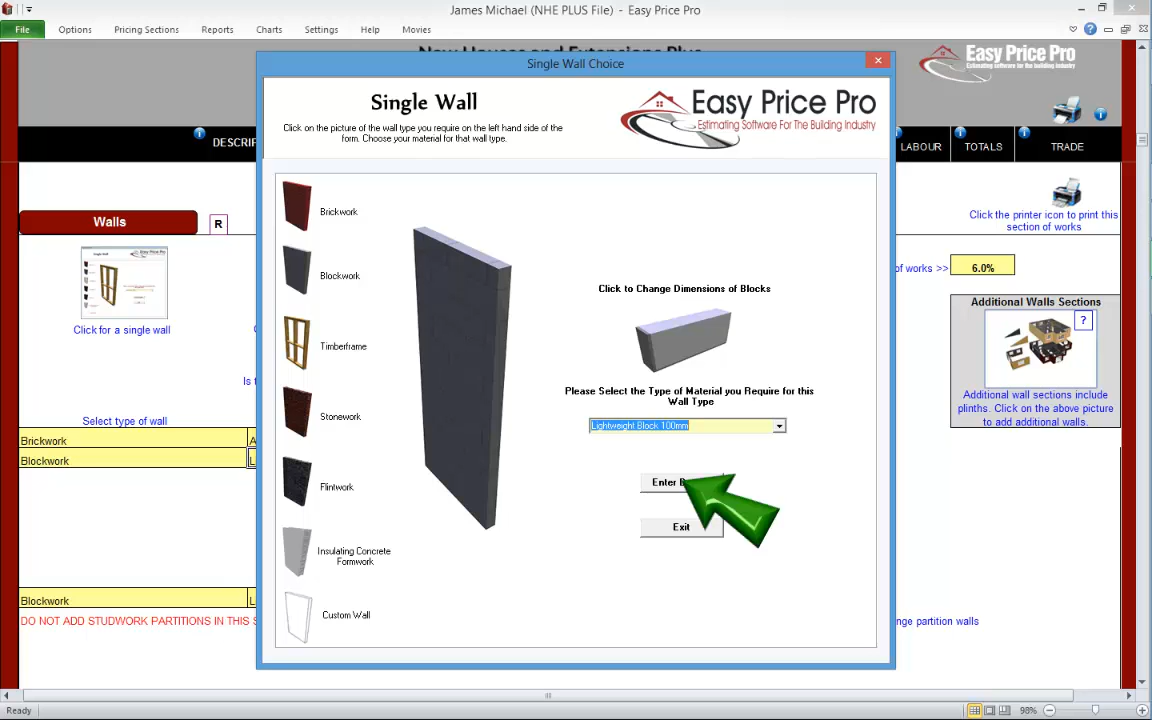 James Michael (NHE PLUS File) - Easy Price Pro
File Options Pricing Sections Reports Charts Settings Help Movies
Easy Price Pro
Estimating software for the building industry
Single Wall Choice
Single Wall
Click on the picture of the wall type you require on the left hand side of the
form. Choose your material for that wall type.
Easy Price Pro
Estimating Software For The Building Industry
LABOUR TOTALS TRADE
Walls
R
Click the printer icon to print this
section of works
of works >> 6.0%
Click for a single wall
Additional Walls Sections
?
Additional wall sections include
plinths. Click on the above picture
to add additional walls.
Select type of wall
Brickwork
Blockwork
Blockwork
DO NOT ADD STUDWORK PARTITIONS IN THIS
partition walls
Brickwork
Blockwork
Timberframe
Stonework
Flintwork
Insulating Concrete
Formwork
Custom Wall
Click to Change Dimensions of Blocks
Please Select the Type of Material you Require for this
Wall Type
Lightweight Block 100mm
Enter
Exit
Ready
98%